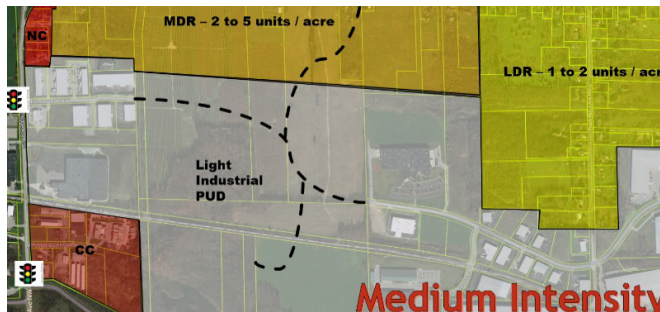 MDR – 2 to 5 units / acre
NC
LDR – 1 to 2 units / acr
Light
Industrial
PUD
CC
Medium Intensity